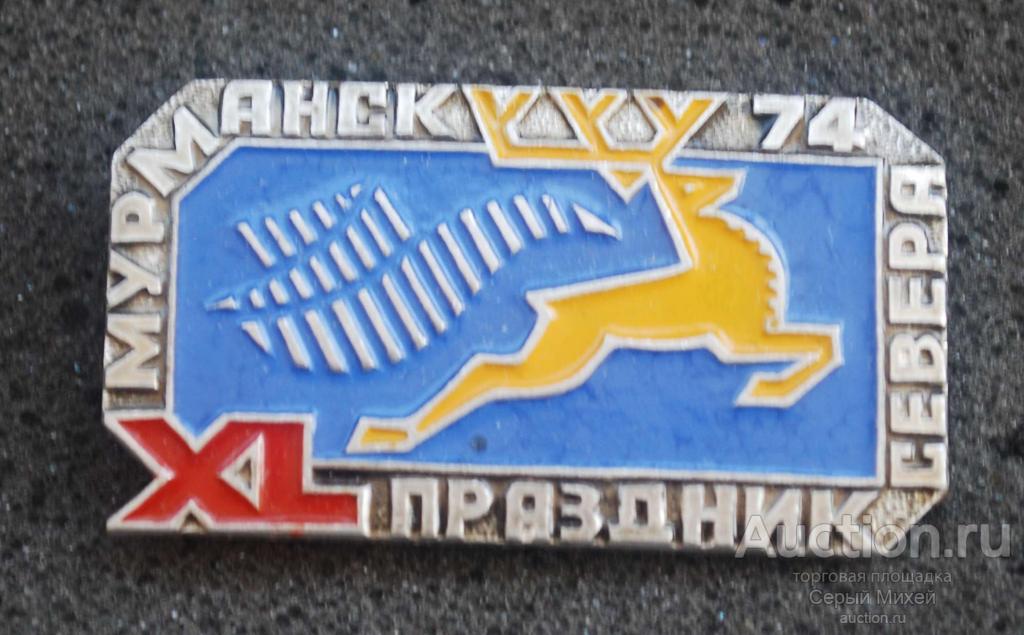 МУРМАНСК 74
XL ПРАЗДНИК
СЕВЕРА
Auction.ru
торговая площадка
Серый Михей
auction.ru